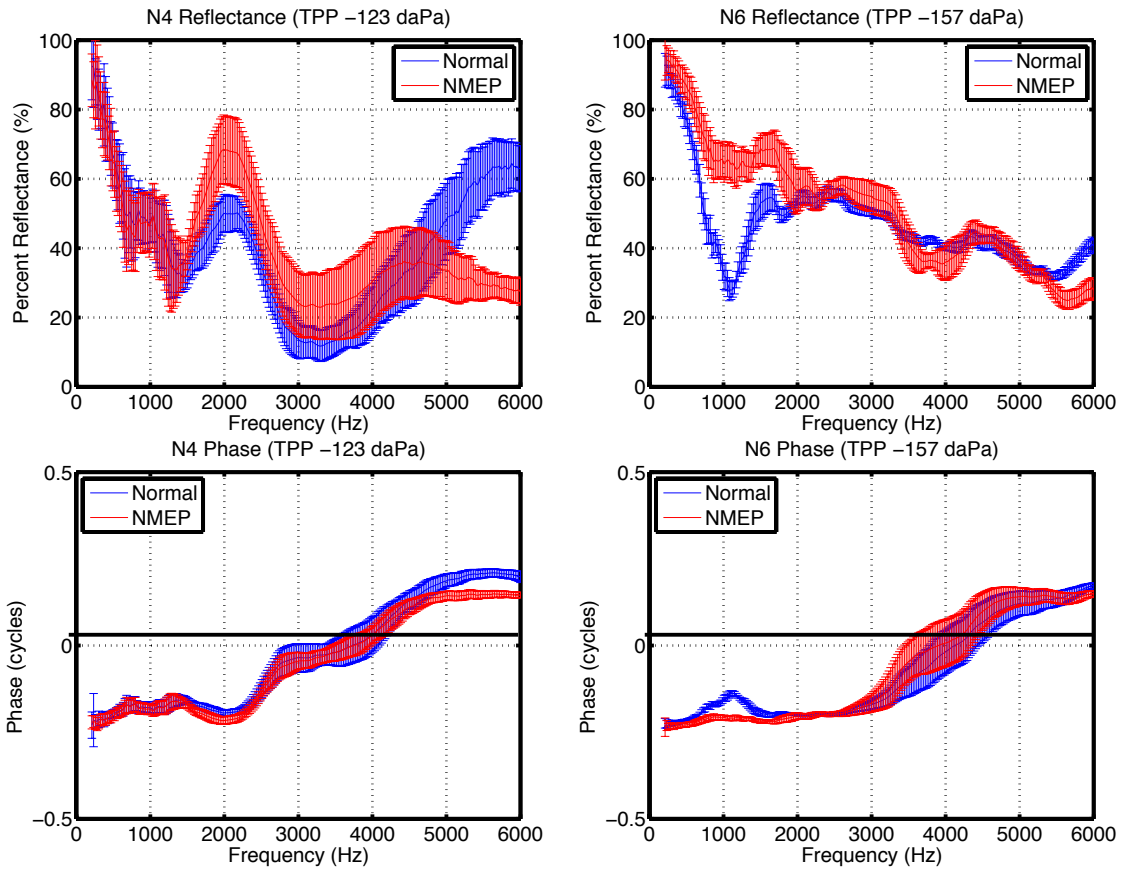 N4 Reflectance (TPP −123 daPa)
Percent Reflectance (%)
100
80
60
40
20
0
Normal
NMEP
0 1000 2000 3000 4000 5000 6000
Frequency (Hz)
N6 Reflectance (TPP −157 daPa)
Percent Reflectance (%)
100
80
60
40
20
0
Normal
NMEP
0 1000 2000 3000 4000 5000 6000
Frequency (Hz)
N4 Phase (TPP −123 daPa)
Phase (cycles)
0.5
0
−0.5
Normal
NMEP
0 1000 2000 3000 4000 5000 6000
Frequency (Hz)
N6 Phase (TPP −157 daPa)
Phase (cycles)
0.5
0
−0.5
Normal
NMEP
0 1000 2000 3000 4000 5000 6000
Frequency (Hz)